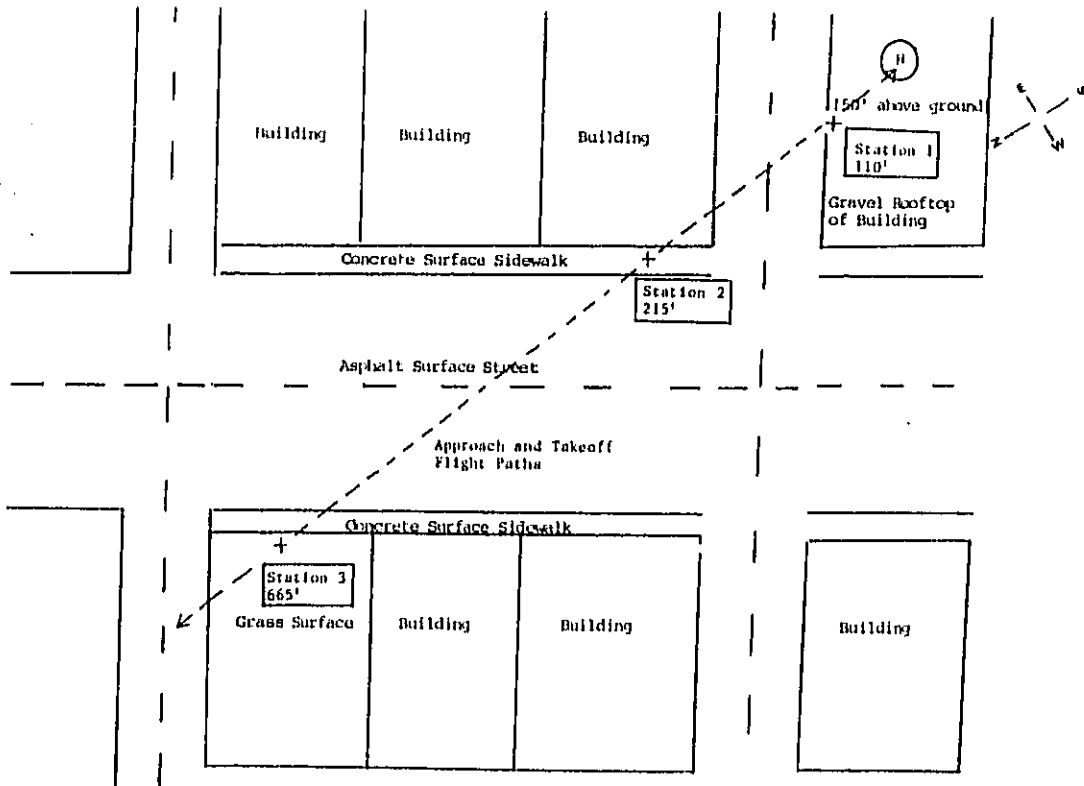 H
150' above ground
E
S
N
W
Building
Building
Building
Station 1
110'
Gravel Rooftop
of Building
Concrete Surface Sidewalk
Station 2
215'
Asphalt Surface Street
Approach and Takeoff
Flight Paths
Concrete Surface Sidewalk
Station 3
665'
Grass Surface
Building
Building
Building